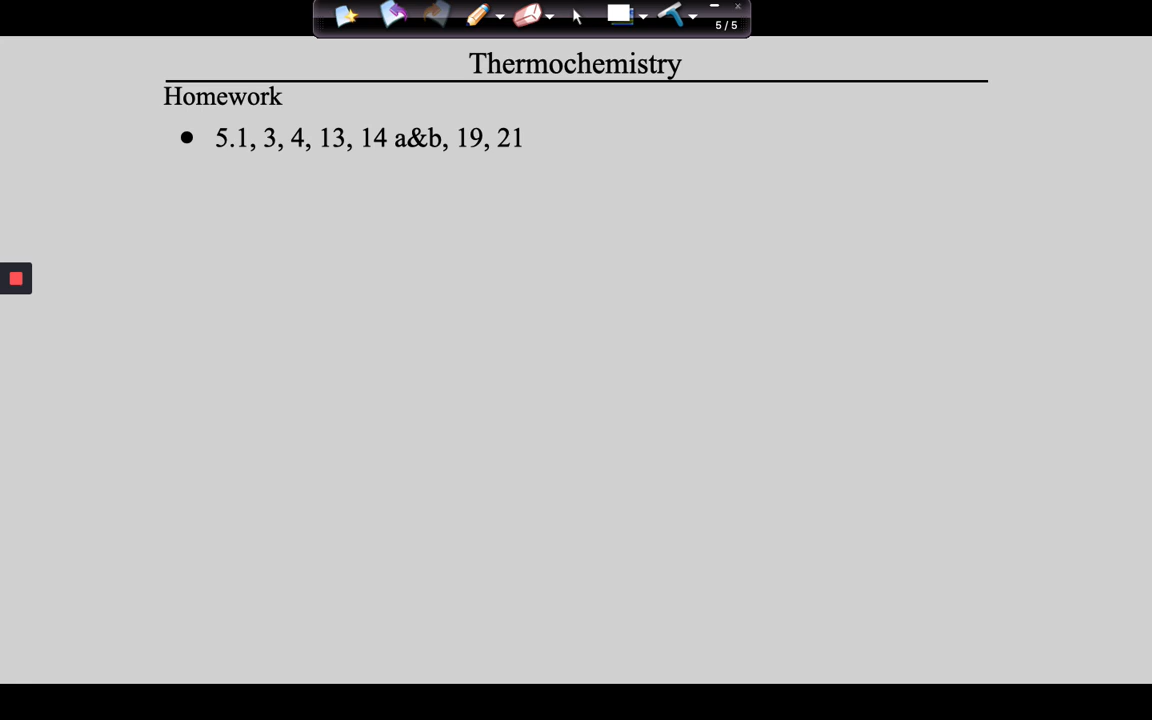 5 / 5
Thermochemistry
Homework
● 5.1, 3, 4, 13, 14 a&b, 19, 21